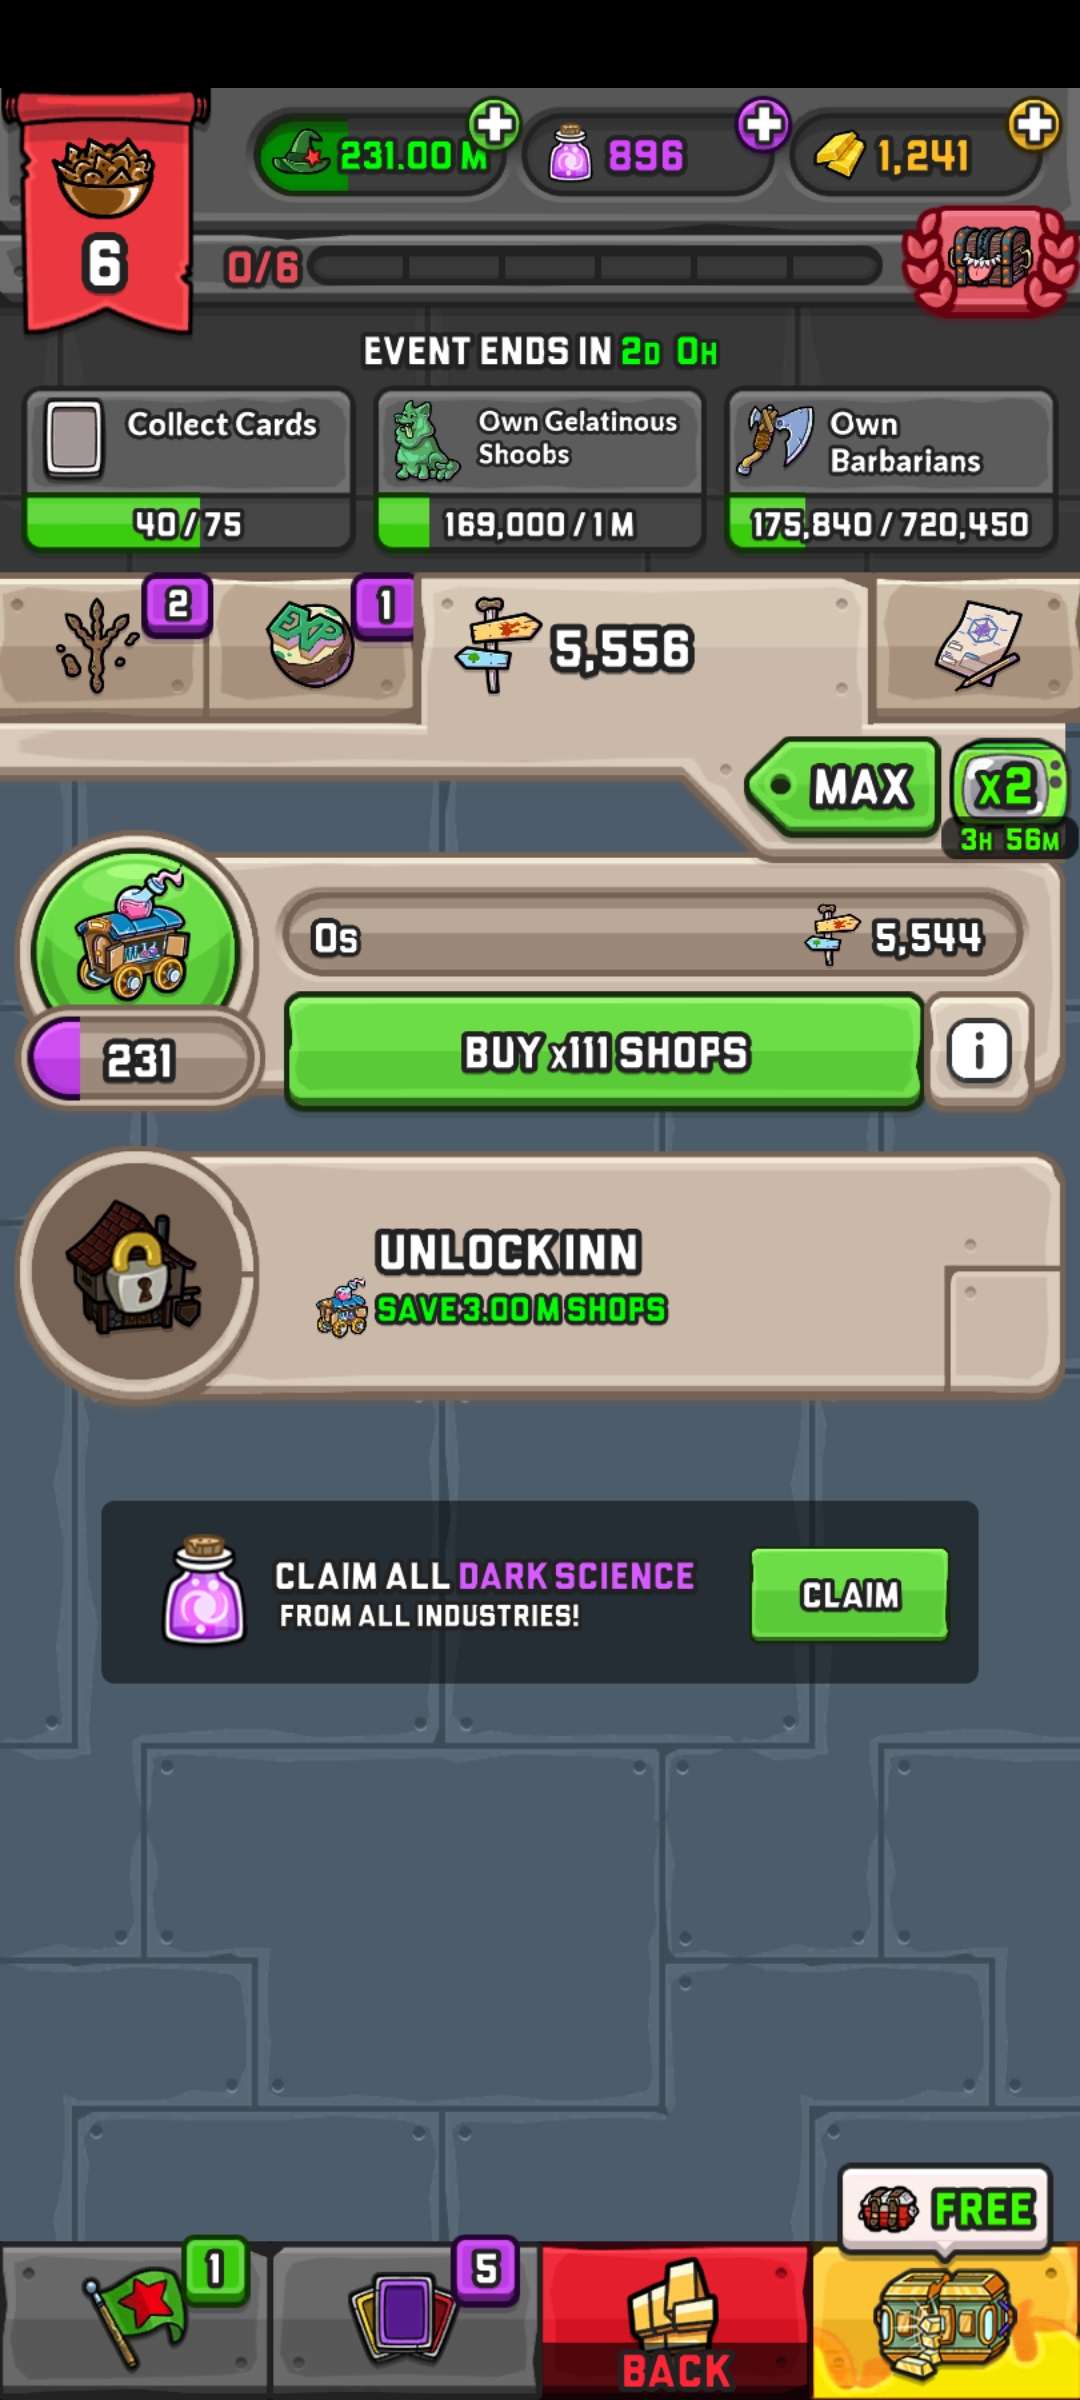 231.00 M
896
1,241
6
0/6
EVENT ENDS IN 2D 0H
Collect Cards
40/75
Own Gelatinous
Shoobs
169,000/1 M
Own
Barbarians
175,840/720,450
2
EXP
1
5,556
MAX
x2
3H 56M
0s
5,544
231
BUY x111 SHOPS
i
UNLOCK INN
SAVE 3.00 M SHOPS
CLAIM ALL DARK SCIENCE
FROM ALL INDUSTRIES!
CLAIM
FREE
1
5
BACK